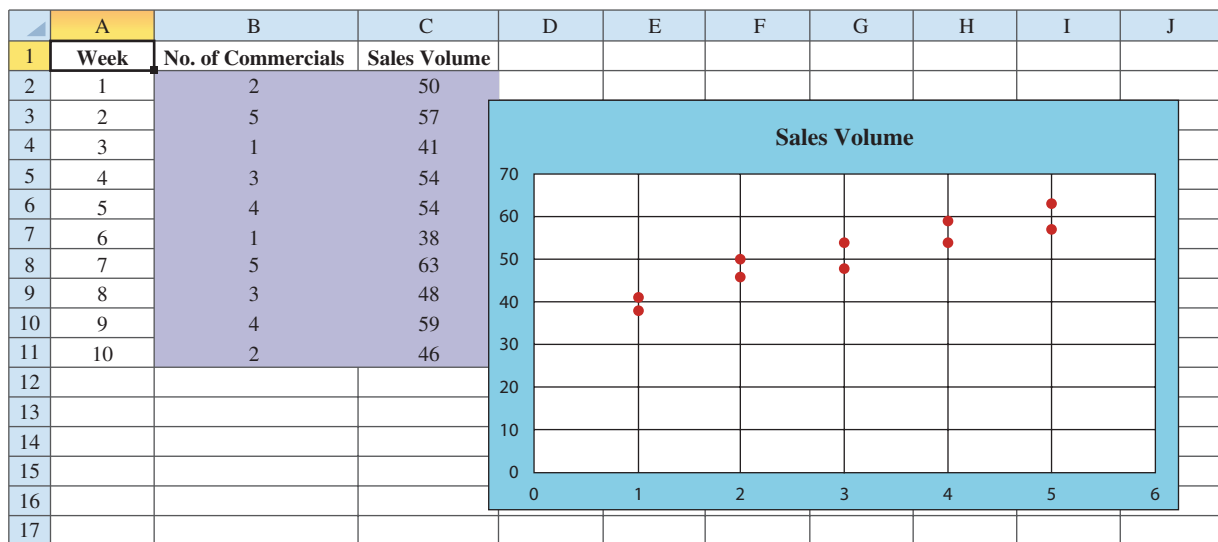 A B C D E F G H I J
1 Week No. of Commercials Sales Volume
2 1 2 50
3 2 5 57
4 3 1 41
5 4 3 54
6 5 4 54
7 6 1 38
8 7 5 63
9 8 3 48
10 9 4 59
11 10 2 46
12
13
14
15
16
17
Sales Volume
70
60
50
40
30
20
10
0
0 1 2 3 4 5 6